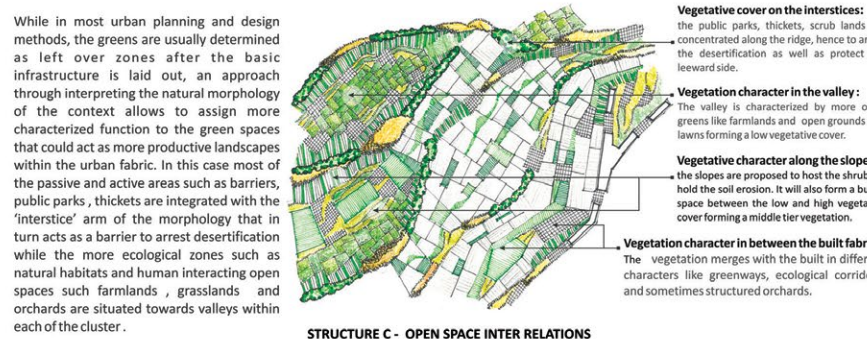 While in most urban planning and design
methods, the greens are usually determined
as left over zones after the basic
infrastructure is laid out, an approach
through interpreting the natural morphology
of the context allows to assign more
characterized function to the green spaces
that could act as more productive landscapes
within the urban fabric. In this case most of
the passive and active areas such as barriers,
public parks , thickets are integrated with the
‘interstice’ arm of the morphology that in
turn acts as a barrier to arrest desertification
while the more ecological zones such as
natural habitats and human interacting open
spaces such farmlands , grasslands and
orchards are situated towards valleys within
each of the cluster .
Vegetative cover on the interstices:
the public parks, thickets, scrub lands
concentrated along the ridge, hence to
the desertification as well as protect
leeward side.
Vegetation character in the valley :
The valley is characterized by more
greens like farmlands and open grounds
lawns forming a low vegetative cover.
Vegetative character along the slope
the slopes are proposed to host the shrub
hold the soil erosion. It will also form a
space between the low and high
cover forming a middle tier vegetation.
Vegetation character in between the built
The vegetation merges with the built in
characters like greenways, ecological
and sometimes structured orchards.
STRUCTURE C - OPEN SPACE INTER RELATIONS